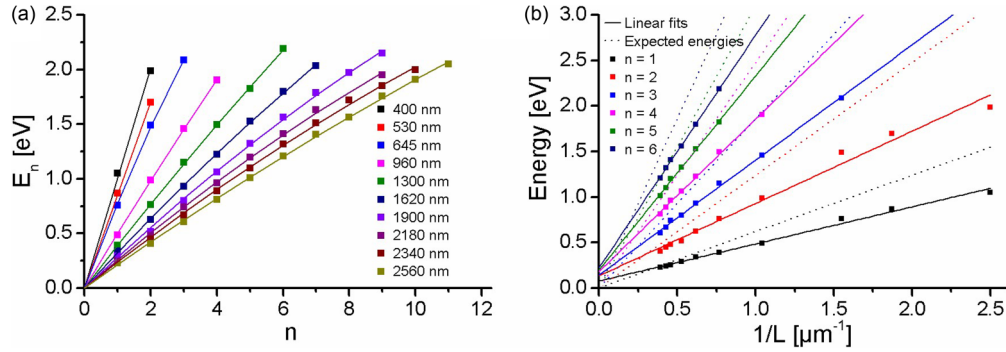 (a)
2.5
2.0
1.5
1.0
0.5
0.0
Eₙ [eV]
400 nm
530 nm
645 nm
960 nm
1300 nm
1620 nm
1900 nm
2180 nm
2340 nm
2560 nm
0 2 4 6 8 10 12
n
(b)
3.0
2.5
2.0
1.5
1.0
0.5
0.0
Energy [eV]
Linear fits
Expected energies
n = 1
n = 2
n = 3
n = 4
n = 5
n = 6
0.0 0.5 1.0 1.5 2.0 2.5
1/L [µm⁻¹]